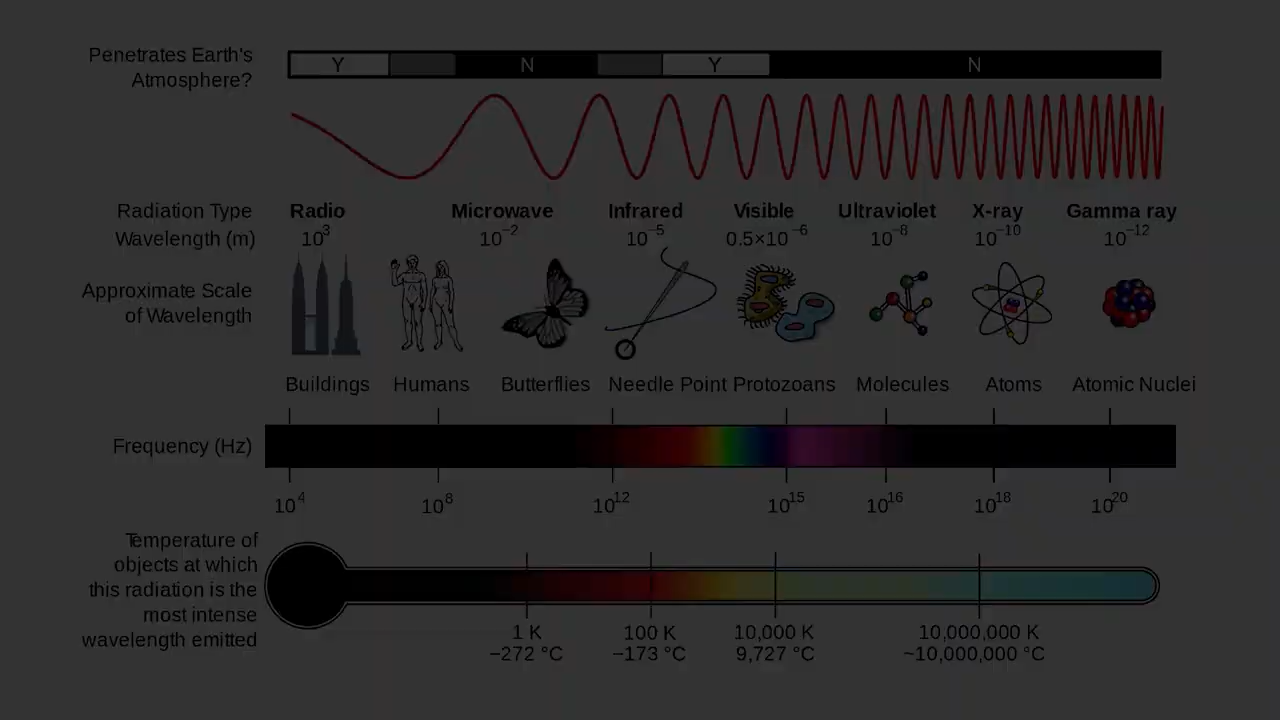 Penetrates Earth's
Atmosphere?
Y N Y N
Radiation Type Radio Microwave Infrared Visible Ultraviolet X-ray Gamma ray
Wavelength (m) 10³ 10⁻² 10⁻⁵ 0.5×10⁻⁶ 10⁻⁸ 10⁻¹⁰ 10⁻¹²
Approximate Scale
of Wavelength
Buildings Humans Butterflies Needle Point Protozoans Molecules Atoms Atomic Nuclei
Frequency (Hz)
10⁴ 10⁸ 10¹² 10¹⁵ 10¹⁶ 10¹⁸ 10²⁰
Temperature of
objects at which
this radiation is the
most intense
wavelength emitted
1 K 100 K 10,000 K 10,000,000 K
−272 °C −173 °C 9,727 °C ~10,000,000 °C